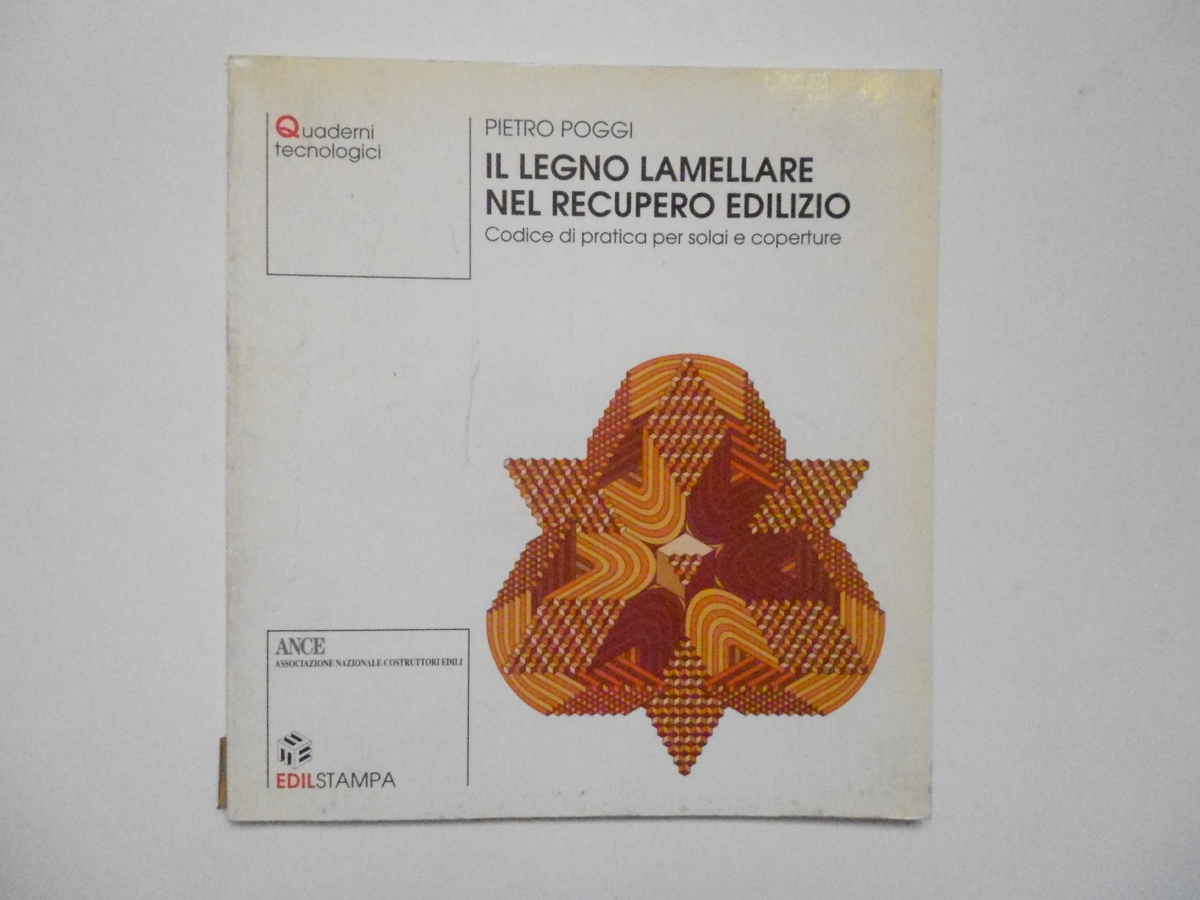 Quaderni
tecnologici
PIETRO POGGI
IL LEGNO LAMELLARE
NEL RECUPERO EDILIZIO
Codice di pratica per solai e coperture
ANCE
ASSOCIAZIONE NAZIONALE COSTRUTTORI EDILI
EDILSTAMPA